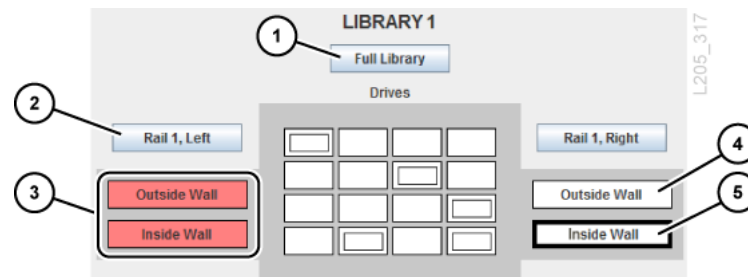 LIBRARY 1
1
Full Library
L205_317
Drives
2
Rail 1, Left
Rail 1, Right
4
3
Outside Wall
Outside Wall
5
Inside Wall
Inside Wall